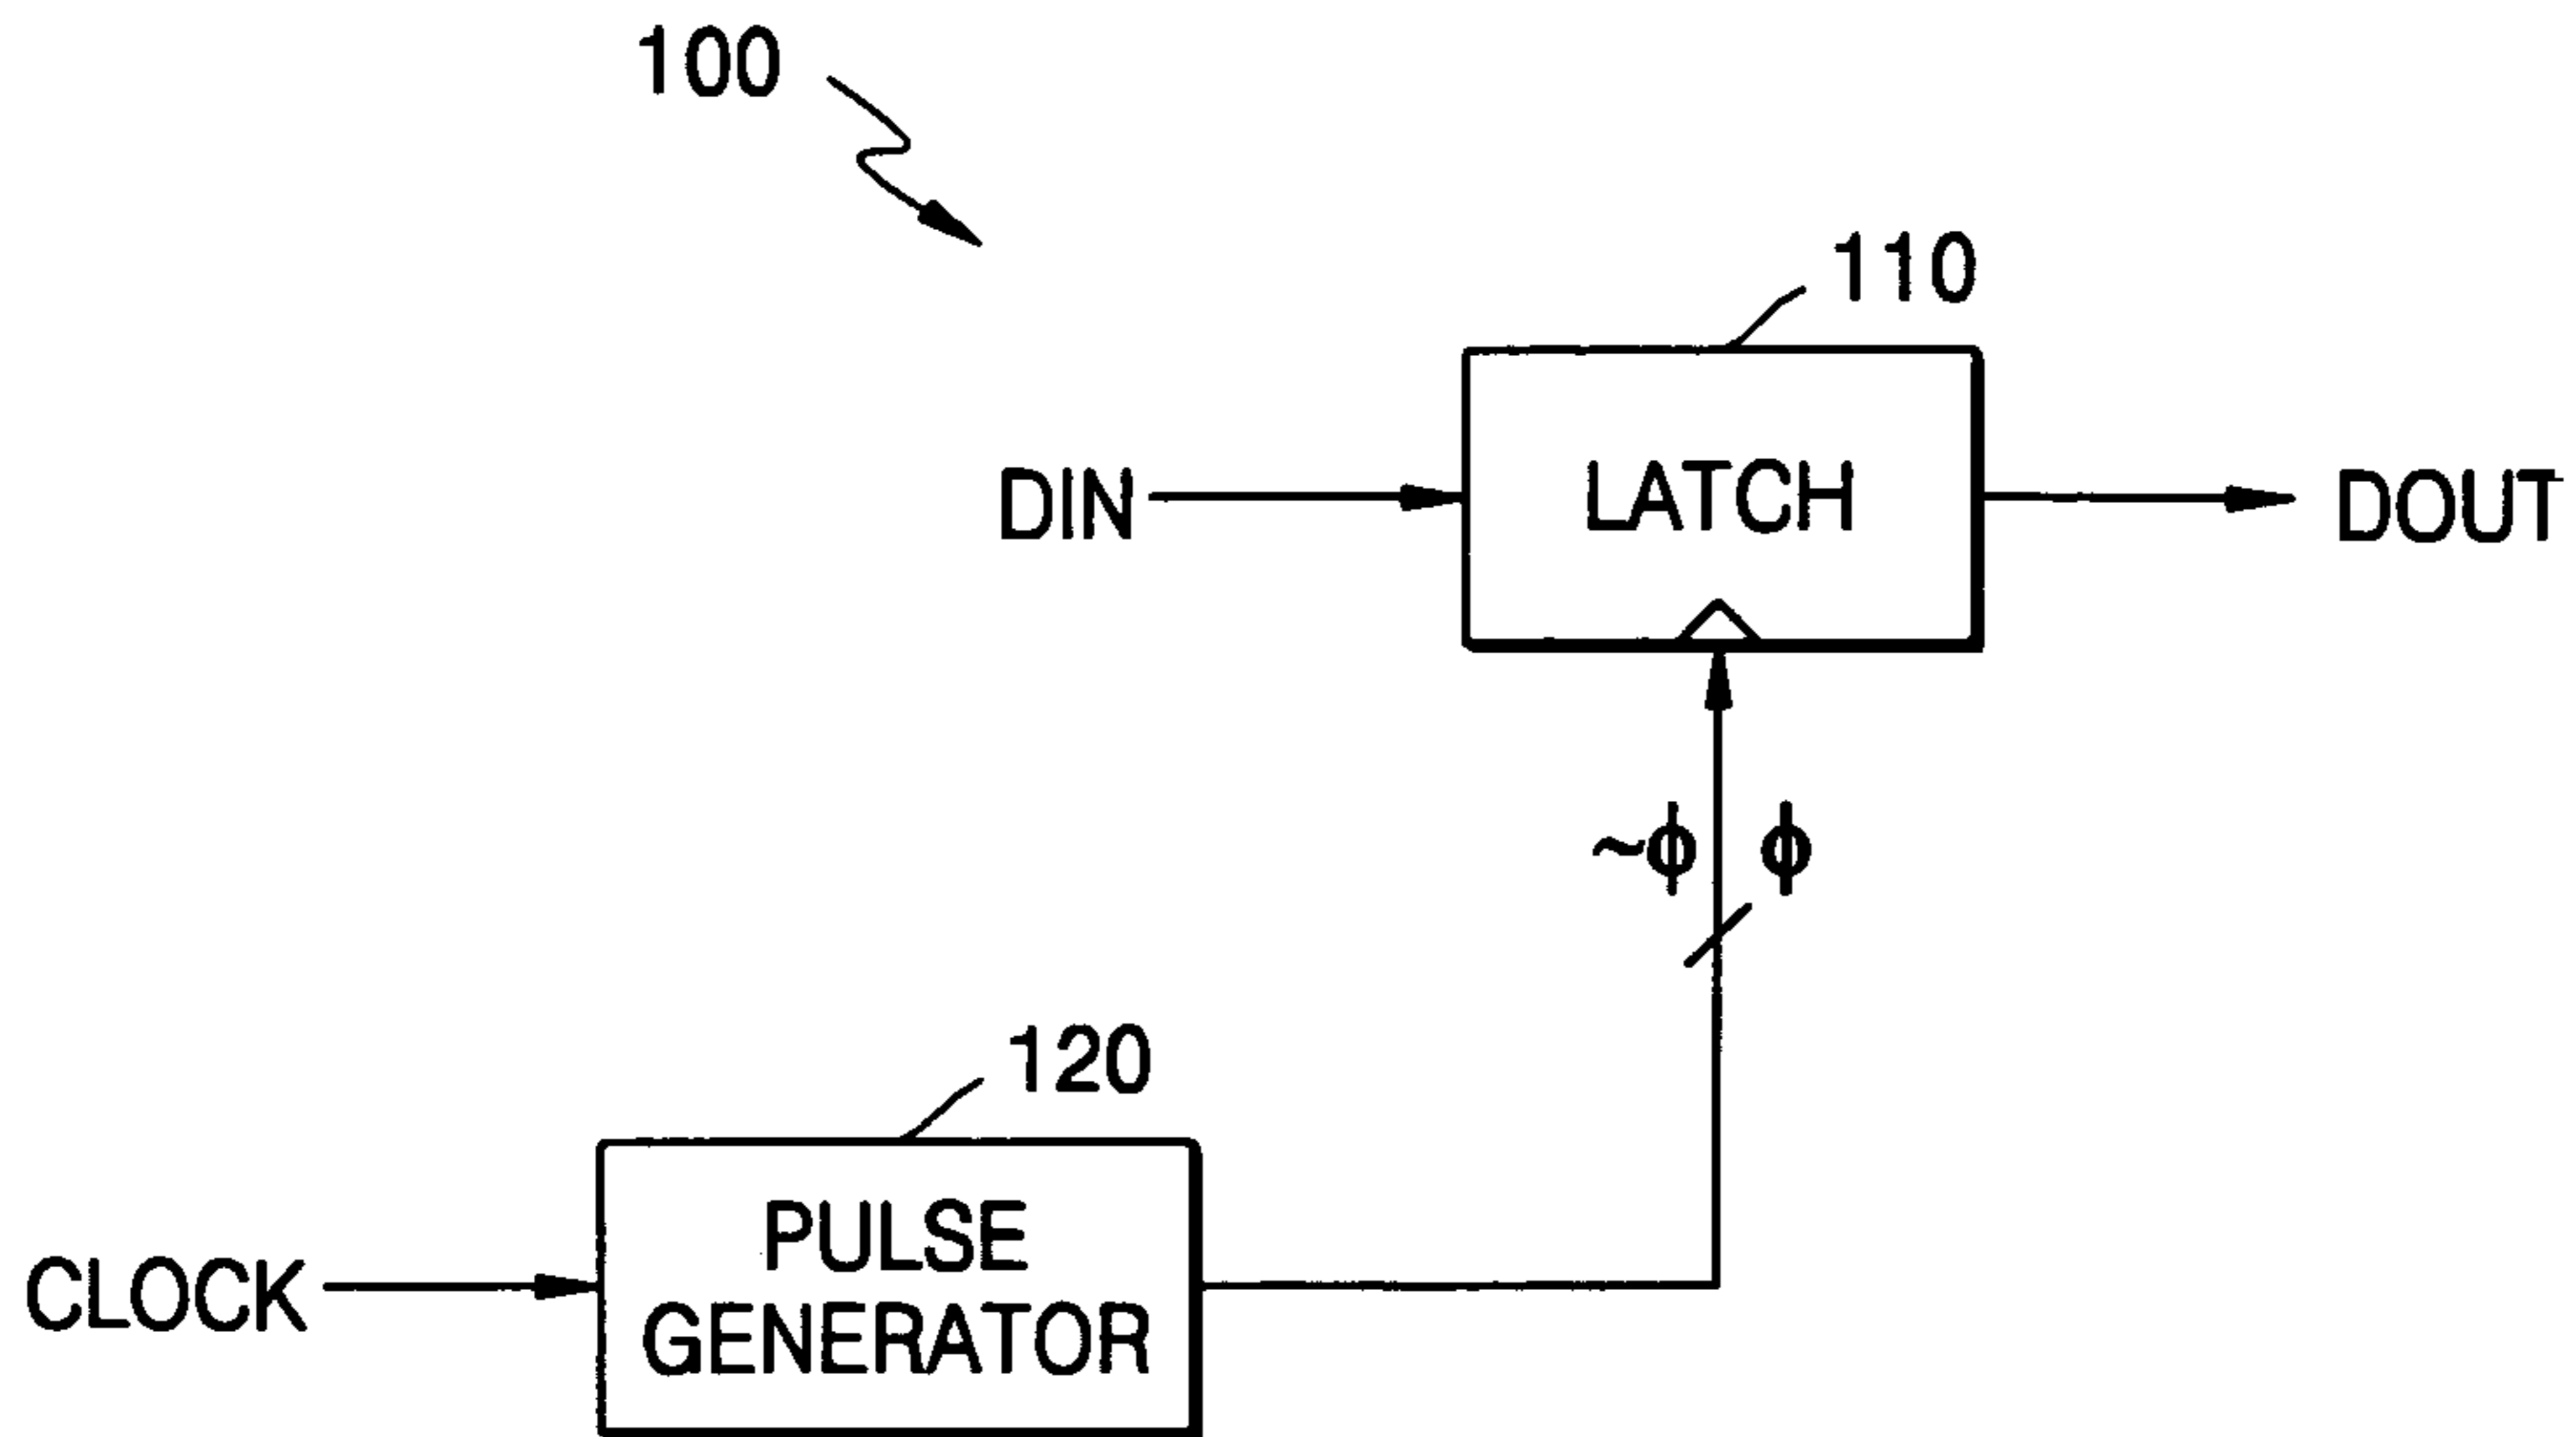 100
110
DIN
LATCH
DOUT
~ϕ ϕ
120
CLOCK
PULSE
GENERATOR